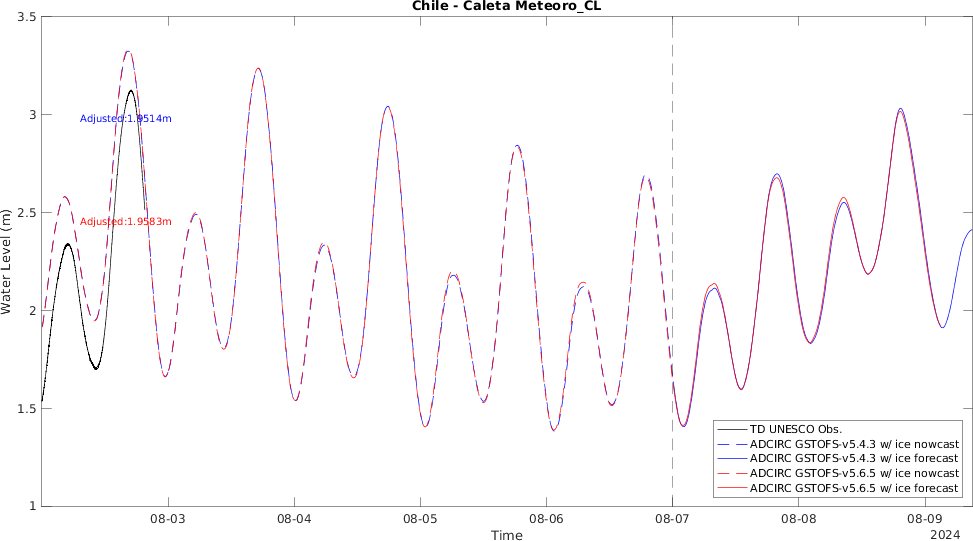 Chile - Caleta Meteoro_CL
3.5
3
2.5
2
1.5
1
Water Level (m)
Adjusted:1.9514m
Adjusted:1.9583m
TD UNESCO Obs.
ADCIRC GSTOFS-v5.4.3 w/ ice nowcast
ADCIRC GSTOFS-v5.4.3 w/ ice forecast
ADCIRC GSTOFS-v5.6.5 w/ ice nowcast
ADCIRC GSTOFS-v5.6.5 w/ ice forecast
08-03
08-04
08-05
08-06
08-07
08-08
08-09
Time
2024